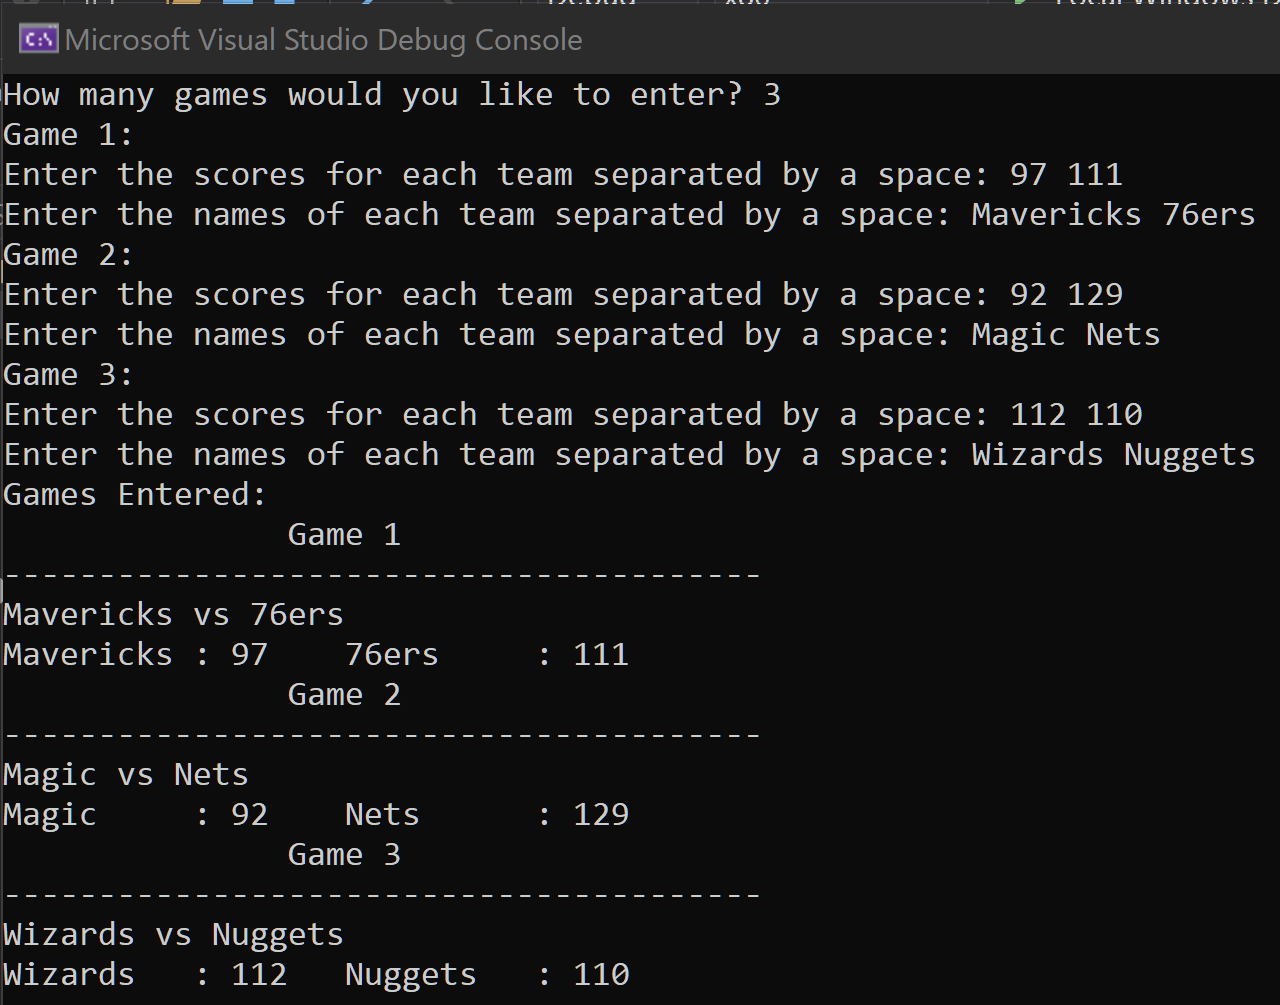 Microsoft Visual Studio Debug Console
How many games would you like to enter? 3
Game 1:
Enter the scores for each team separated by a space: 97 111
Enter the names of each team separated by a space: Mavericks 76ers
Game 2:
Enter the scores for each team separated by a space: 92 129
Enter the names of each team separated by a space: Magic Nets
Game 3:
Enter the scores for each team separated by a space: 112 110
Enter the names of each team separated by a space: Wizards Nuggets
Games Entered:
               Game 1
----------------------------------------
Mavericks vs 76ers
Mavericks : 97    76ers     : 111
               Game 2
----------------------------------------
Magic vs Nets
Magic     : 92    Nets      : 129
               Game 3
----------------------------------------
Wizards vs Nuggets
Wizards   : 112   Nuggets   : 110